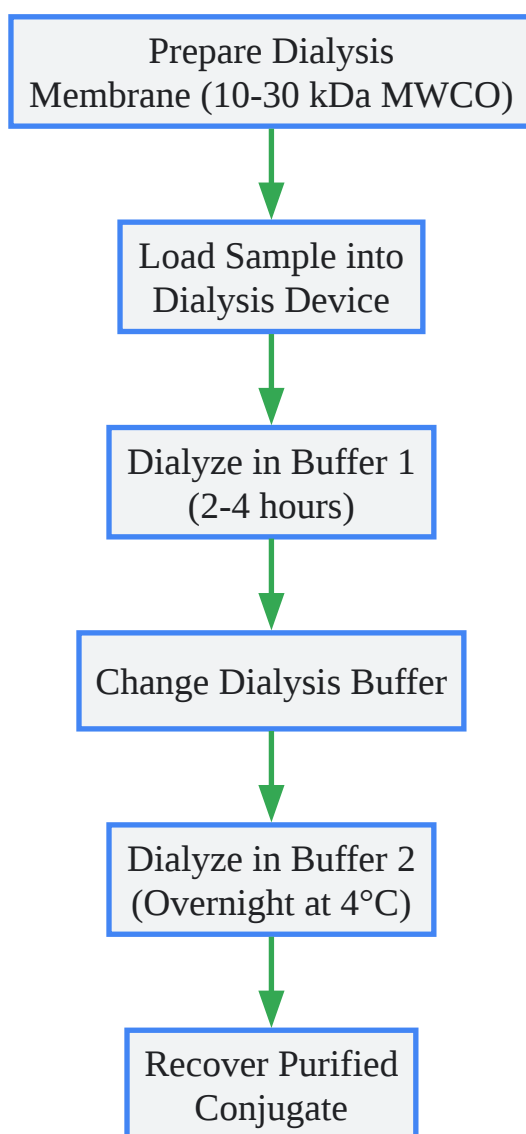 Prepare Dialysis
Membrane (10-30 kDa MWCO)
Load Sample into
Dialysis Device
Dialyze in Buffer 1
(2-4 hours)
Change Dialysis Buffer
Dialyze in Buffer 2
(Overnight at 4°C)
Recover Purified
Conjugate